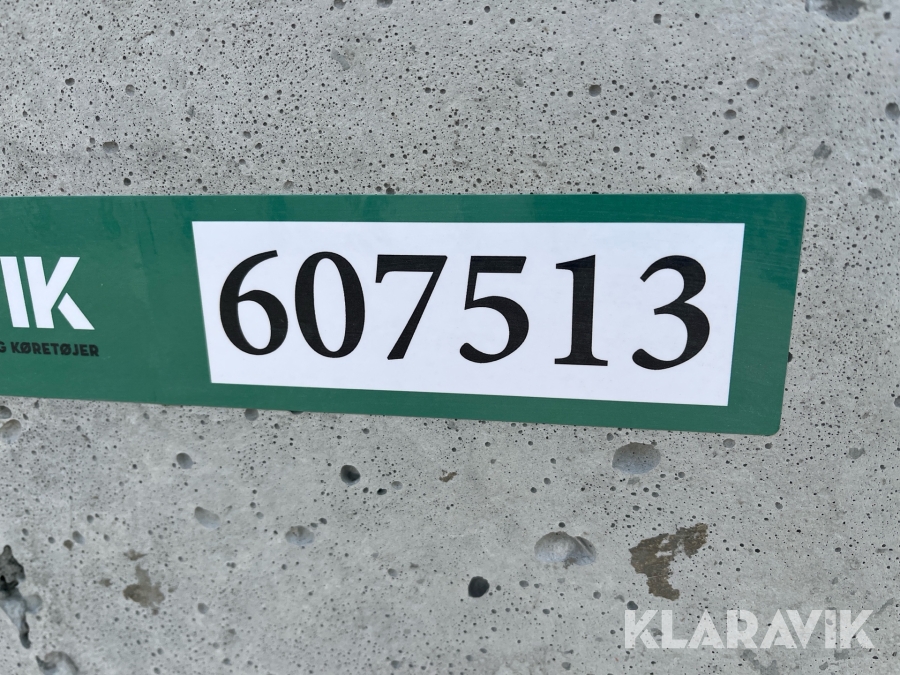 IK
G KØRETØJER
607513
KLARAVIK